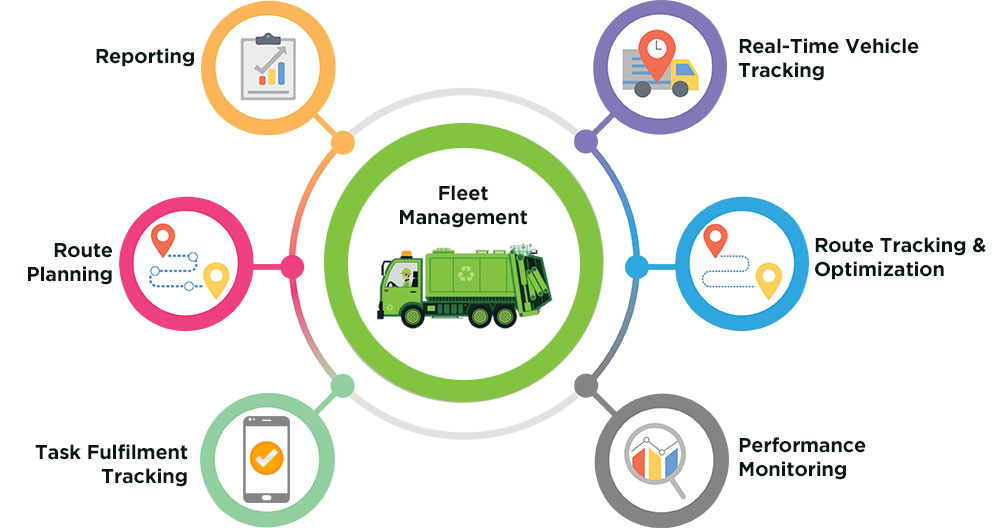 Reporting
Real-Time Vehicle
Tracking
Fleet
Management
Route
Planning
Route Tracking &
Optimization
Task Fulfilment
Tracking
Performance
Monitoring